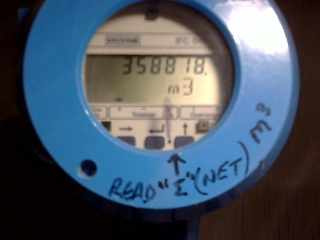 358818.
m3
READ "Σ" (NET) M3